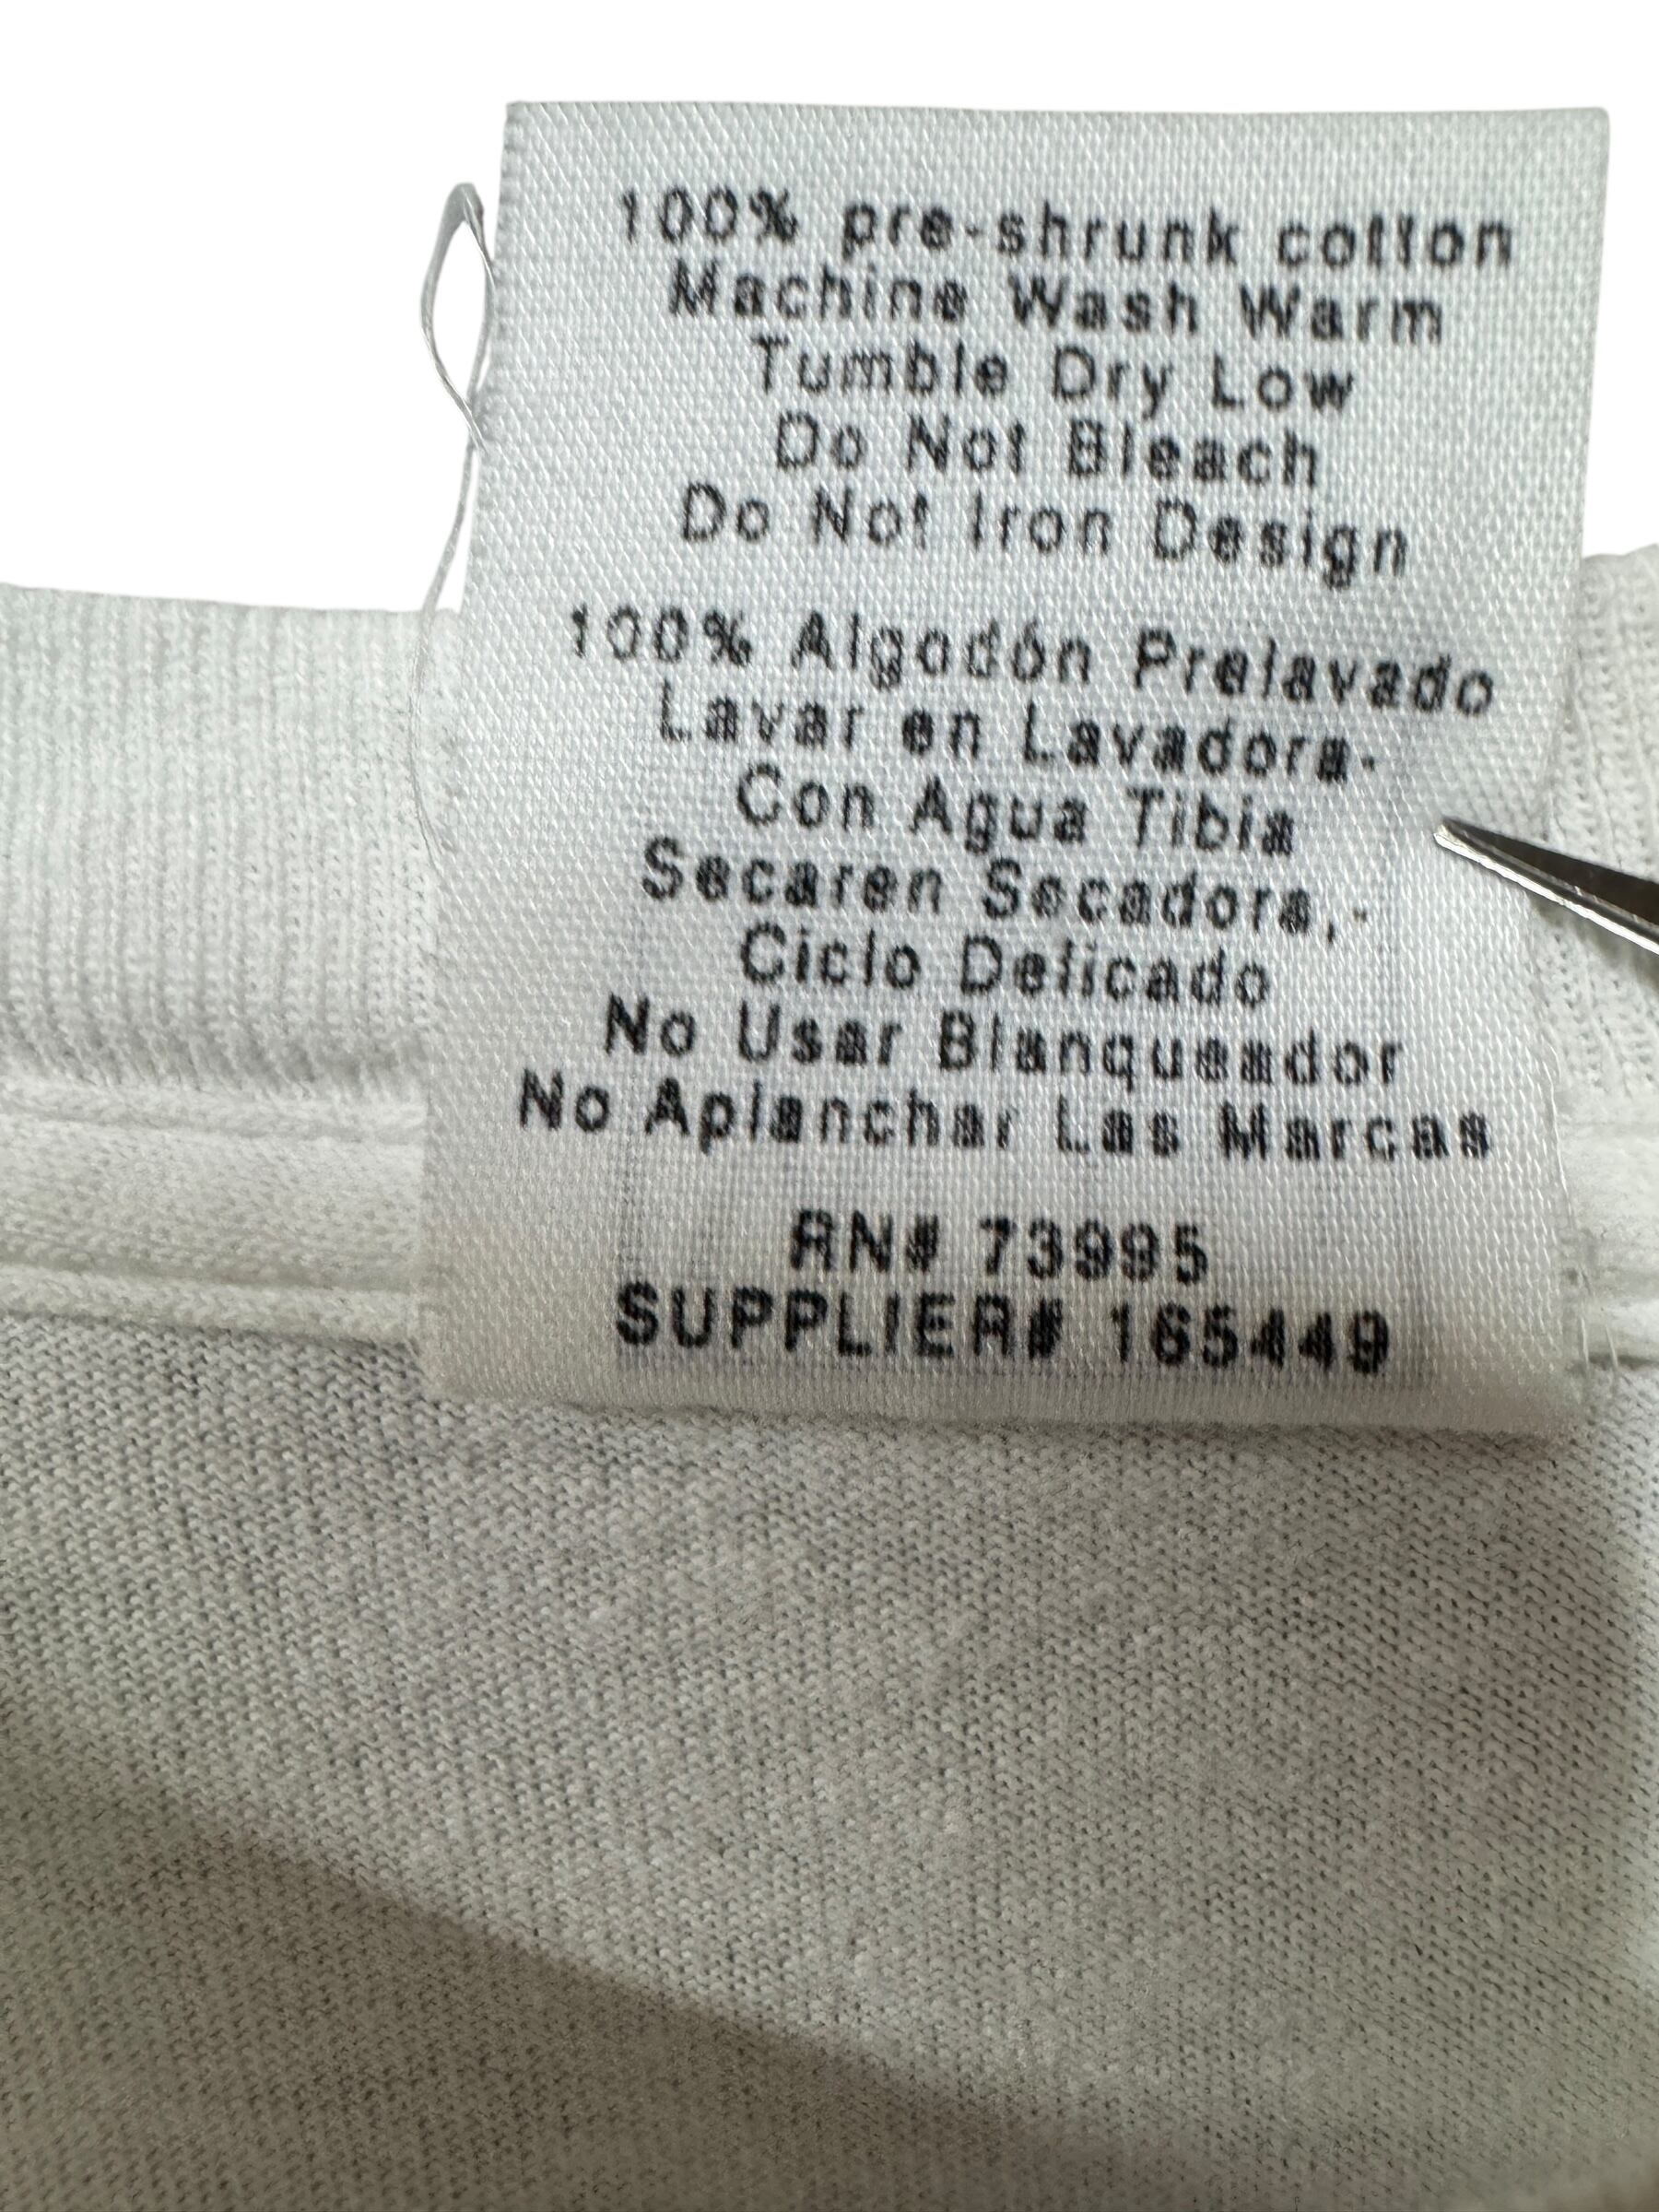 100% pre-shrunk cotton
Machine Wash Warm
Tumble Dry Low
Do Not Bleach
Do Not Iron Design
100% Algodón Prelavado
Lavar en Lavadora-
Con Agua Tibia
Secaren Secadora,-
Ciclo Delicado
No Usar Blanqueador
No Aplanchar Las Marcas
RN# 73995
SUPPLIER# 165449